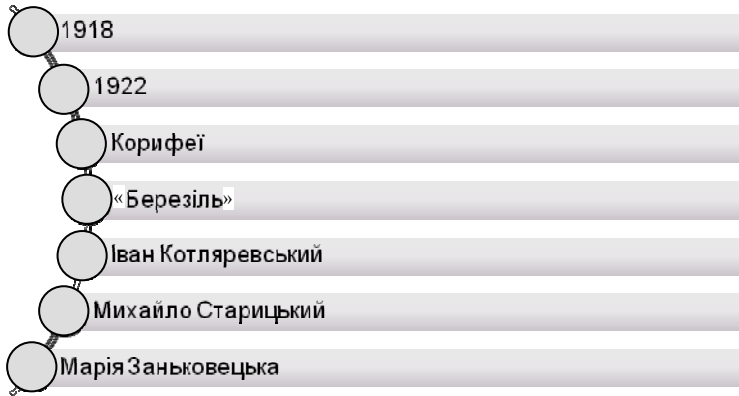 1918
1922
Корифеї
«Березіль»
Іван Котляревський
Михайло Старицький
Марія Заньковецька